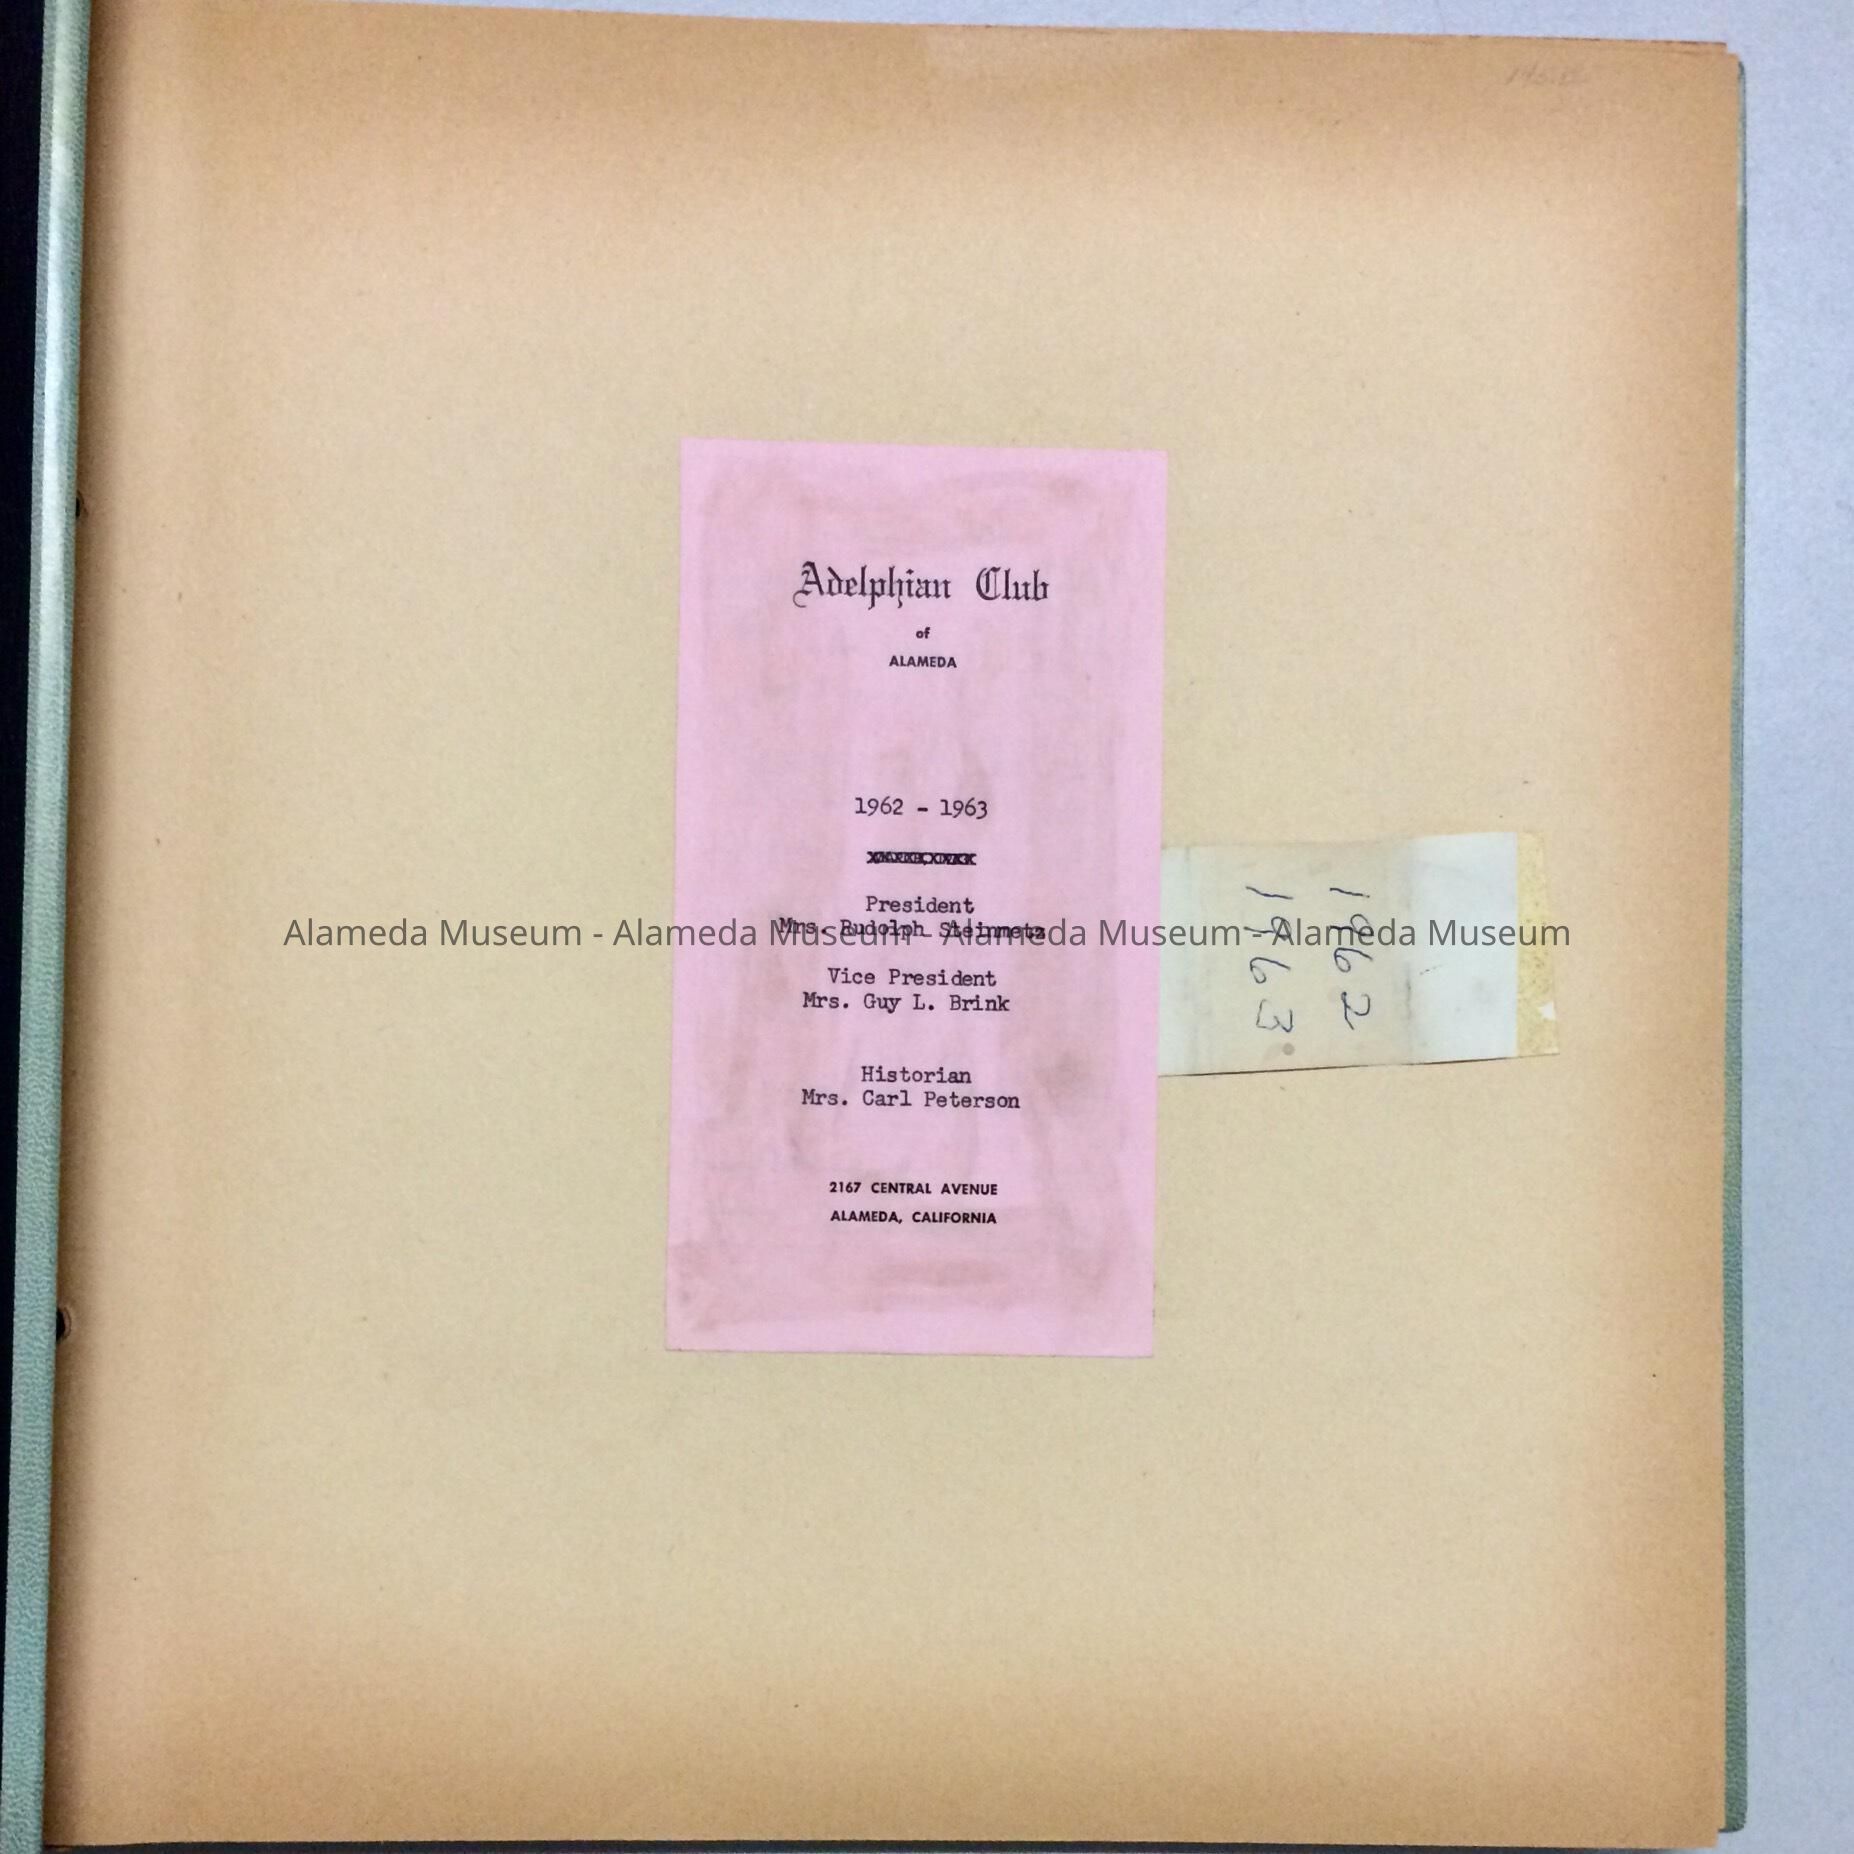 Adelphian Club
of
ALAMEDA
1962 - 1963
President
Mrs. Rudolph Steinmetz
Alameda Museum - Alameda Museum - Alameda Museum - Alameda Museum
Vice President
Mrs. Guy L. Brink
Historian
Mrs. Carl Peterson
2167 CENTRAL AVENUE
ALAMEDA, CALIFORNIA
1962
1963